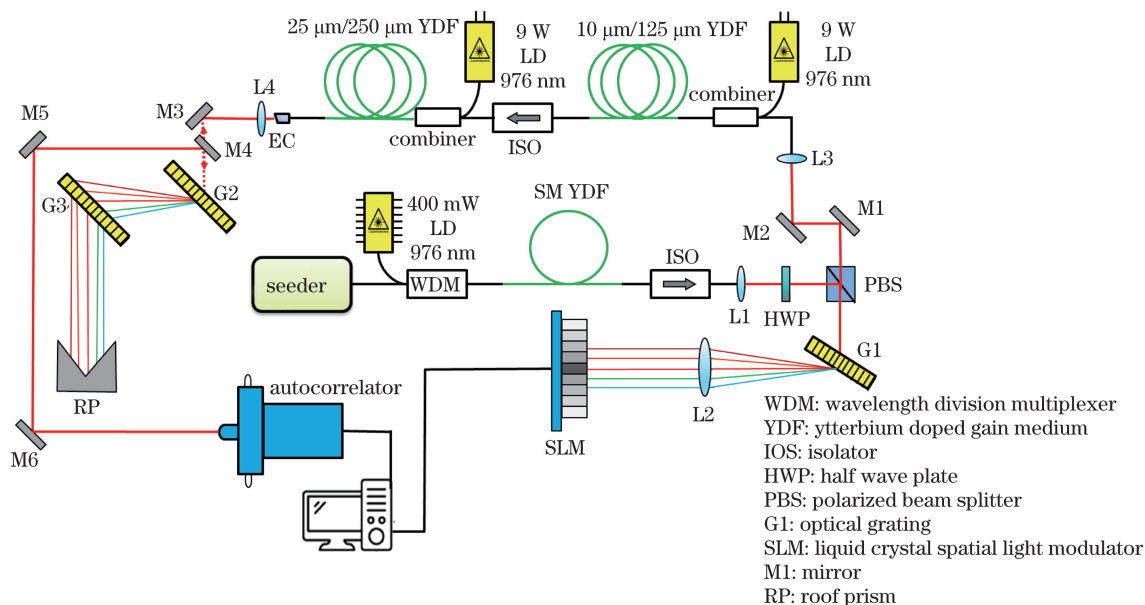 25 μm/250 μm YDF
9 W
LD
976 nm
10 μm/125 μm YDF
9 W
LD
976 nm
combiner
L4
M3
EC
combiner
ISO
M5
M4
L3
G2
G3
400 mW
LD
976 nm
SM YDF
M1
M2
ISO
seeder
WDM
PBS
L1
HWP
G1
RP
autocorrelator
L2
SLM
M6
WDM: wavelength division multiplexer
YDF: ytterbium doped gain medium
IOS: isolator
HWP: half wave plate
PBS: polarized beam splitter
G1: optical grating
SLM: liquid crystal spatial light modulator
M1: mirror
RP: roof prism